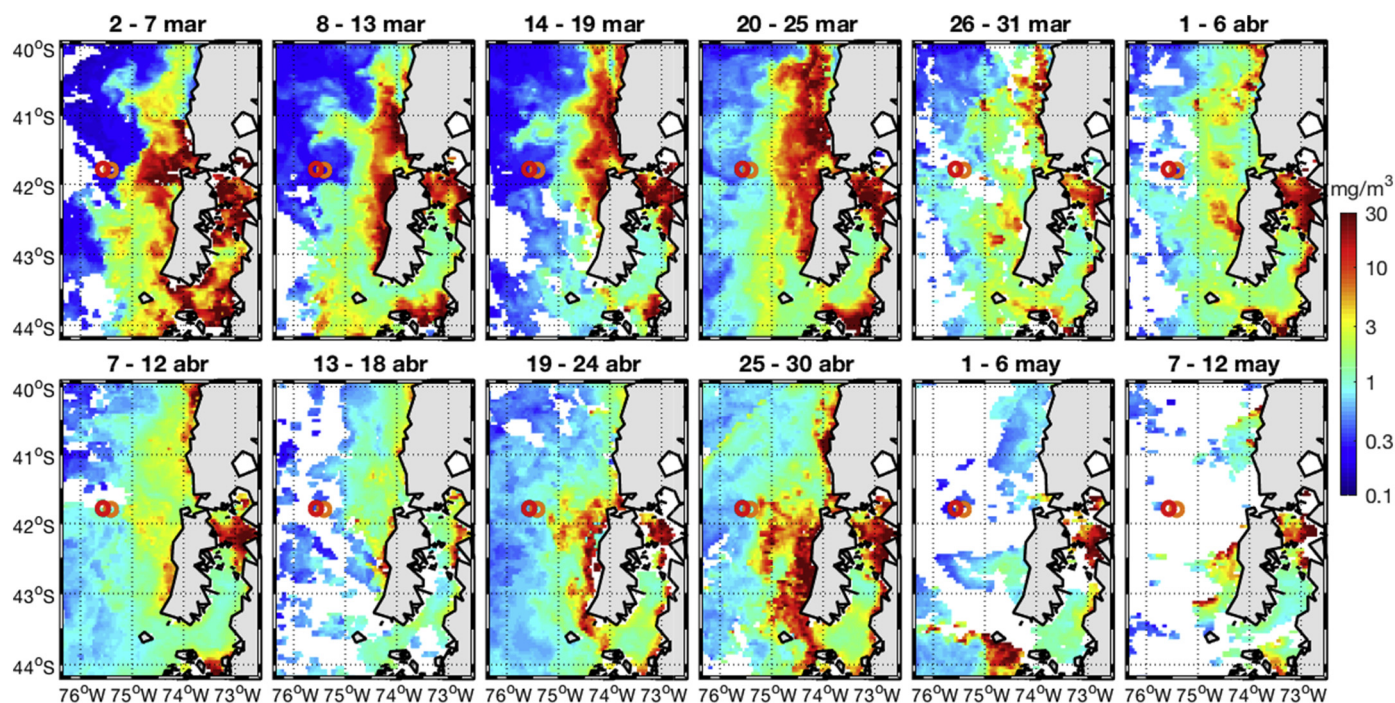 2 - 7 mar 8 - 13 mar 14 - 19 mar 20 - 25 mar 26 - 31 mar 1 - 6 abr
40°S
41°S
42°S
43°S
44°S
mg/m³
30
10
3
1
0.3
0.1
7 - 12 abr 13 - 18 abr 19 - 24 abr 25 - 30 abr 1 - 6 may 7 - 12 may
40°S
41°S
42°S
43°S
44°S
76°W 75°W 74°W 73°W 76°W 75°W 74°W 73°W 76°W 75°W 74°W 73°W 76°W 75°W 74°W 73°W 76°W 75°W 74°W 73°W 76°W 75°W 74°W 73°W